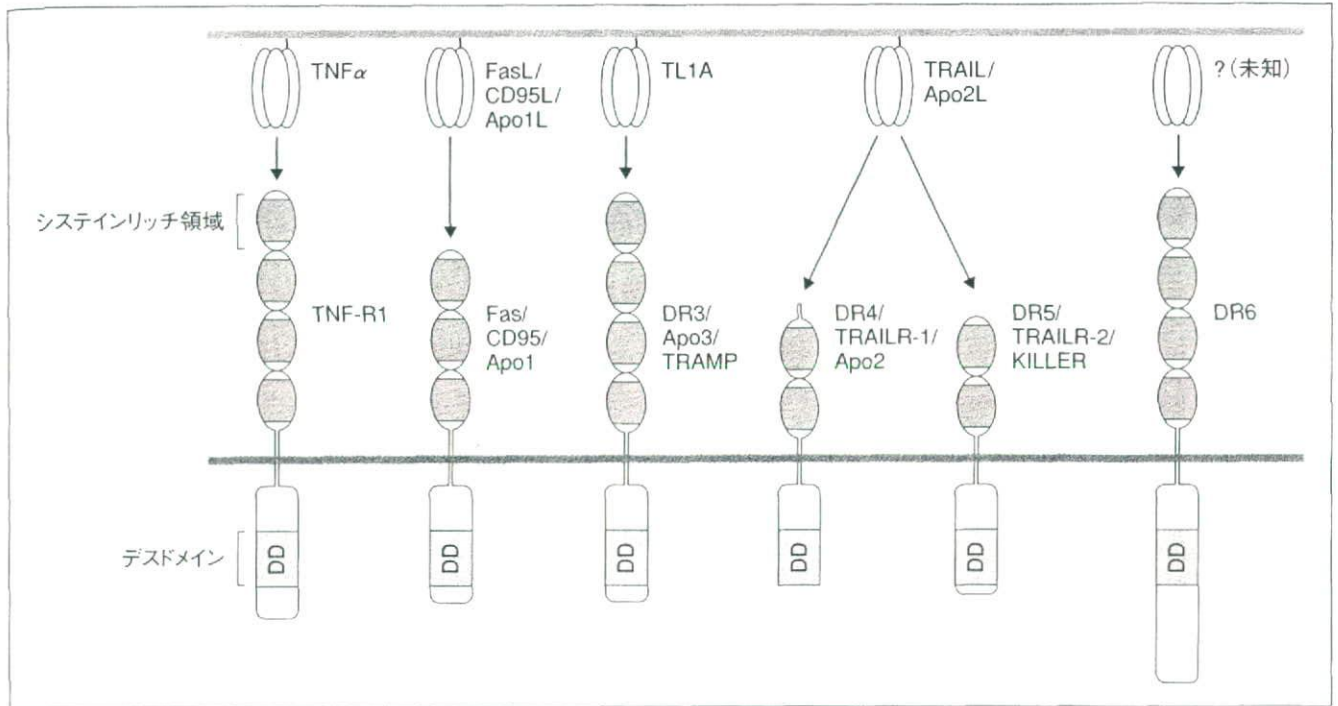 TNFα
FasL/
CD95L/
Apo1L
TL1A
TRAIL/
Apo2L
?(未知)
システインリッチ領域
TNF-R1
Fas/
CD95/
Apo1
DR3/
Apo3/
TRAMP
DR4/
TRAILR-1/
Apo2
DR5/
TRAILR-2/
KILLER
DR6
デスドメイン
DD
DD
DD
DD
DD
DD